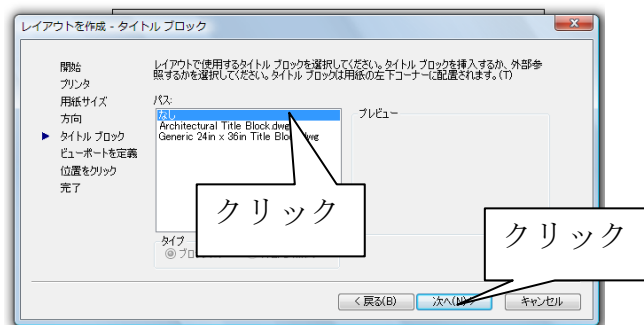 レイアウトを作成 - タイトル ブロック
開始
プリンタ
用紙サイズ
方向
タイトル ブロック
ビューポートを定義
位置をクリック
完了
レイアウトで使用するタイトル ブロックを選択してください。タイトル ブロックを挿入するか、外部参
照するかを選択してください。タイトル ブロックは用紙の左下コーナーに配置されます。(T)
パス:
なし
Architectural Title Block.dwg
Generic 24in x 36in Title Block.dwg
プレビュー
クリック
タイプ
クリック
< 戻る(B)
次へ(N) >
キャンセル